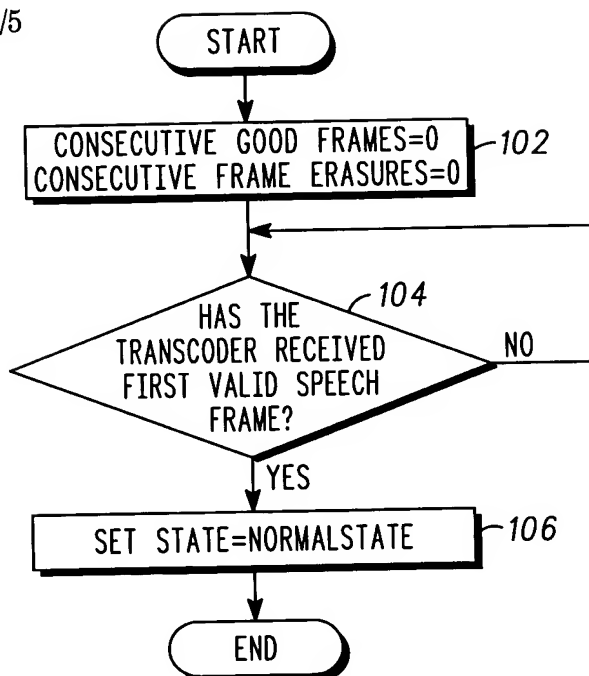 /5
START
CONSECUTIVE GOOD FRAMES=0
CONSECUTIVE FRAME ERASURES=0
102
104
HAS THE
TRANSCODER RECEIVED
FIRST VALID SPEECH
FRAME?
NO
YES
SET STATE=NORMALSTATE
106
END